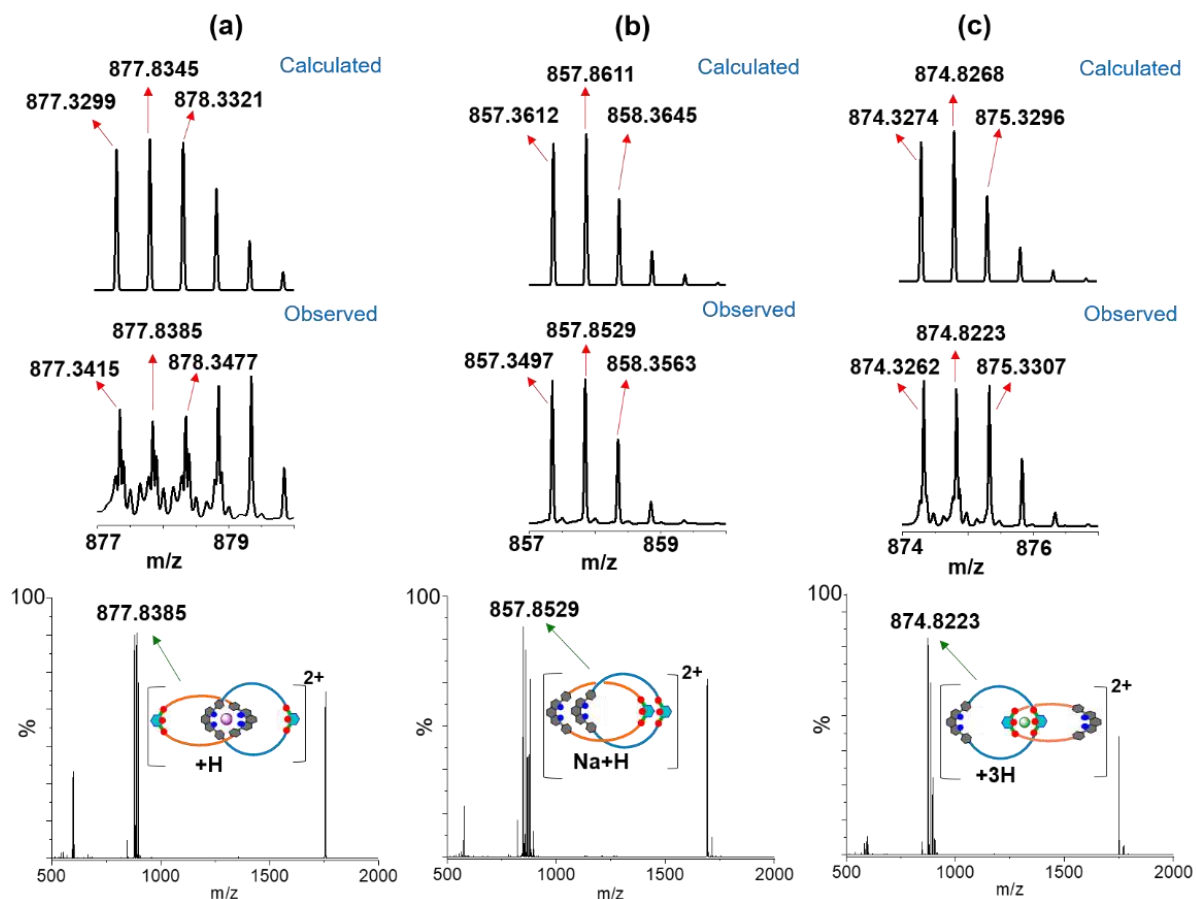 (a)
(b)
(c)
877.8345
Calculated
877.3299
878.3321
857.8611
Calculated
857.3612
858.3645
874.8268
Calculated
874.3274
875.3296
Observed
877.8385
877.3415
878.3477
Observed
857.8529
857.3497
858.3563
Observed
874.8223
874.3262
875.3307
877
879
m/z
857
859
m/z
874
876
m/z
100
877.8385
2+
%
+H
500
1000
1500
2000
m/z
100
857.8529
2+
%
Na+H
500
1000
1500
2000
m/z
100
874.8223
2+
%
+3H
500
1000
1500
2000
m/z